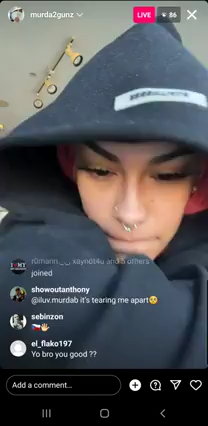 murda2gunz
LIVE
86
joined
showoutanthony
@iluv.murdab it's tearing me apart🥺
sebinzon
🇨🇿👋
el_flako197
Yo bro you good ??
Add a comment...